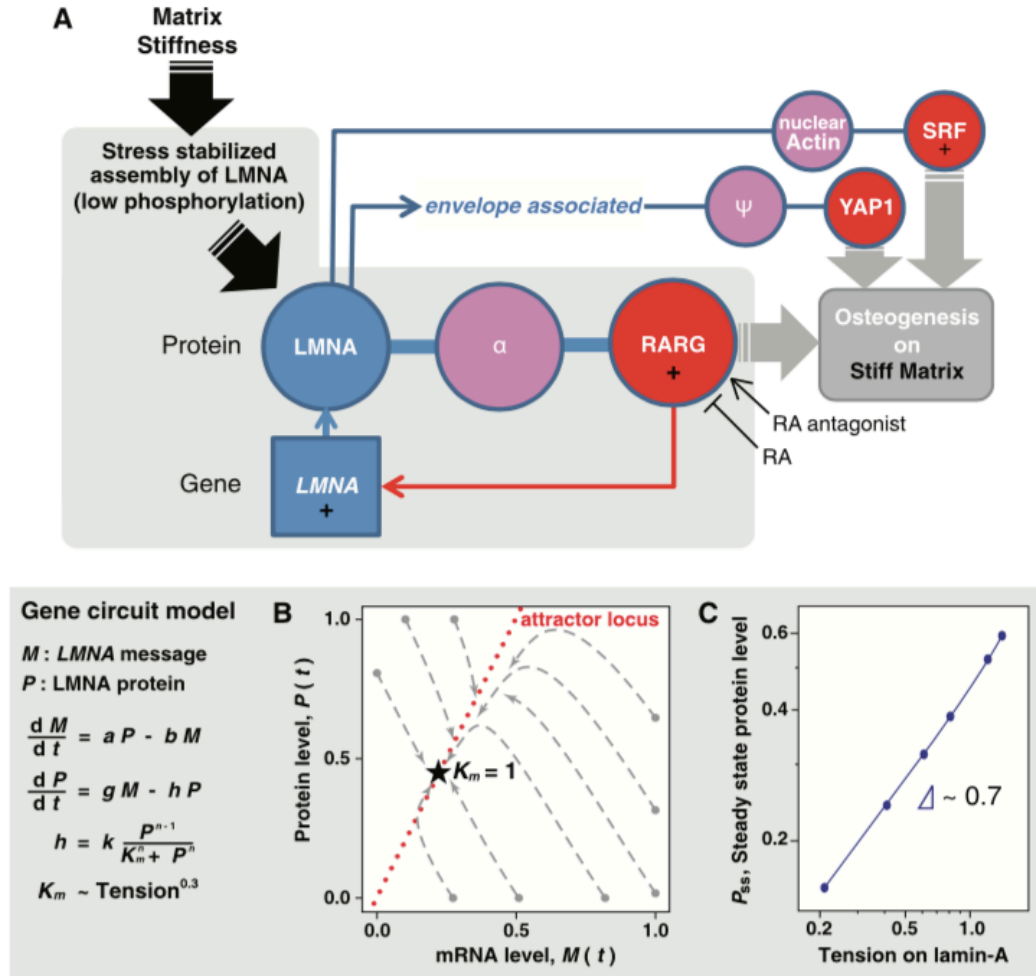 A
Matrix
Stiffness
Stress stabilized
assembly of LMNA
(low phosphorylation)
nuclear
Actin
SRF
+
envelope associated
Ψ
YAP1
Protein
LMNA
α
RARG
+
Osteogenesis
on
Stiff Matrix
RA antagonist
RA
Gene
LMNA
+
Gene circuit model
M : LMNA message
P : LMNA protein
d M / d t = a P - b M
d P / d t = g M - h P
h = k P^{n-1} / K_m^n + P^n
K_m ~ Tension^{0.3}
B
Protein level, P ( t )
1.0
0.5
0.0
attractor locus
K_m = 1
0.0 0.5 1.0
mRNA level, M ( t )
C
P_ss, Steady state protein level
0.6
0.4
0.2
~ 0.7
0.2 0.5 1.0
Tension on lamin-A